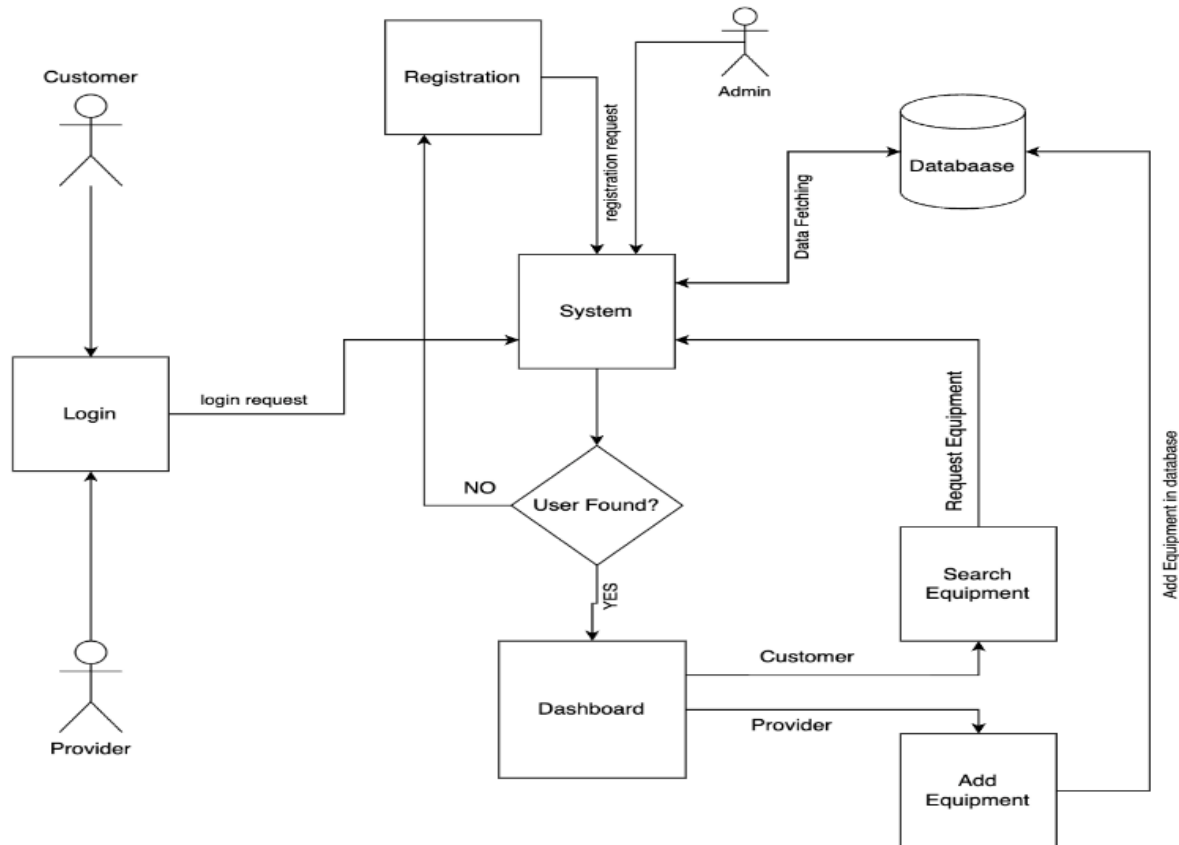 Customer
Registration
Admin
registration request
Databaase
Data Fetching
System
Login
login request
Request Equipment
Add Equipment in database
NO
User Found?
YES
Search
Equipment
Customer
Dashboard
Provider
Provider
Add
Equipment